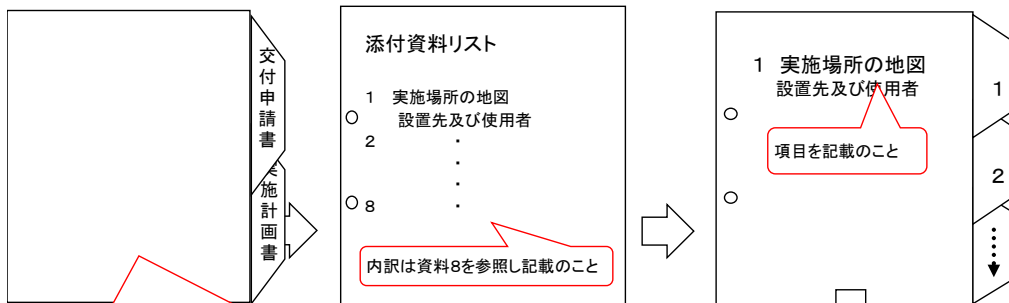 交付申請書
実施計画書
添付資料リスト
1 実施場所の地図
設置先及び使用者
2 ・
・
・
8 ・
内訳は資料8を参照し記載のこと
1 実施場所の地図
設置先及び使用者
項目を記載のこと
1
2